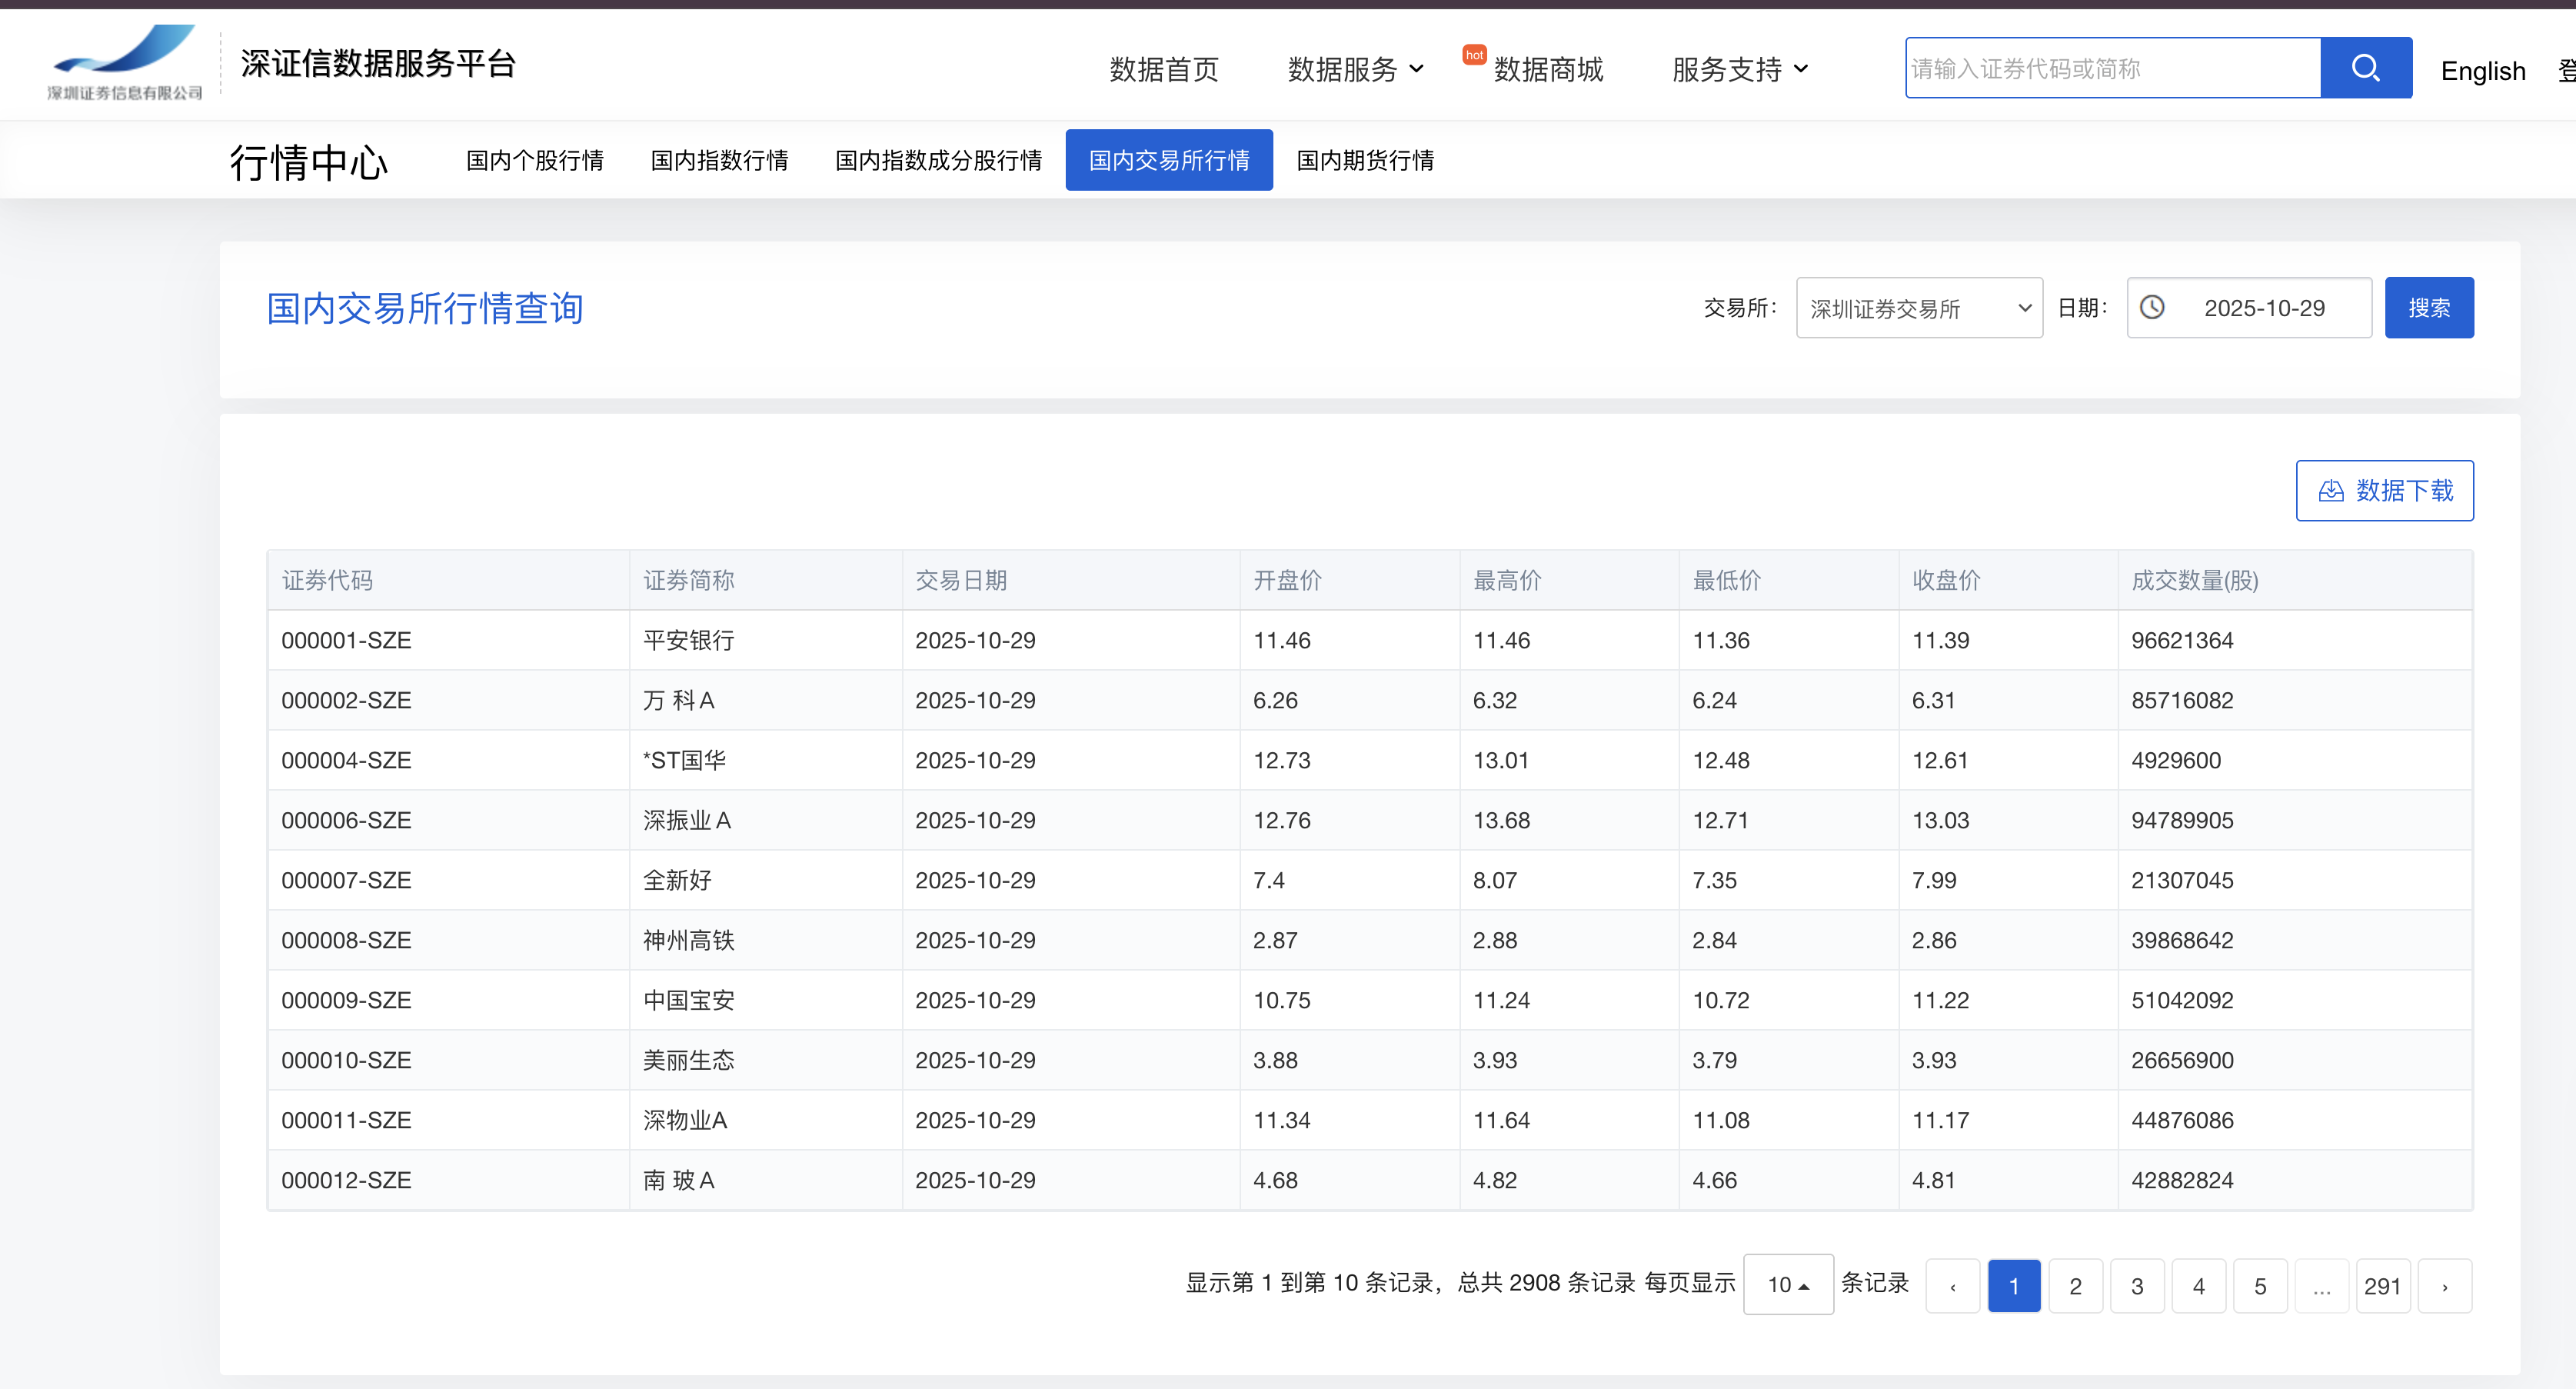 深圳证券信息有限公司
深证信数据服务平台
数据首页 数据服务 hot 数据商城 服务支持 请输入证券代码或简称 English
行情中心 国内个股行情 国内指数行情 国内指数成分股行情 国内交易所行情 国内期货行情
国内交易所行情查询 交易所： 深圳证券交易所 日期： 2025-10-29 搜索
数据下载
证券代码 证券简称 交易日期 开盘价 最高价 最低价 收盘价 成交数量(股)
000001-SZE 平安银行 2025-10-29 11.46 11.46 11.36 11.39 96621364
000002-SZE 万 科A 2025-10-29 6.26 6.32 6.24 6.31 85716082
000004-SZE *ST国华 2025-10-29 12.73 13.01 12.48 12.61 4929600
000006-SZE 深振业A 2025-10-29 12.76 13.68 12.71 13.03 94789905
000007-SZE 全新好 2025-10-29 7.4 8.07 7.35 7.99 21307045
000008-SZE 神州高铁 2025-10-29 2.87 2.88 2.84 2.86 39868642
000009-SZE 中国宝安 2025-10-29 10.75 11.24 10.72 11.22 51042092
000010-SZE 美丽生态 2025-10-29 3.88 3.93 3.79 3.93 26656900
000011-SZE 深物业A 2025-10-29 11.34 11.64 11.08 11.17 44876086
000012-SZE 南 玻A 2025-10-29 4.68 4.82 4.66 4.81 42882824
显示第 1 到第 10 条记录，总共 2908 条记录 每页显示 10 条记录 ‹ 1 2 3 4 5 ... 291 ›